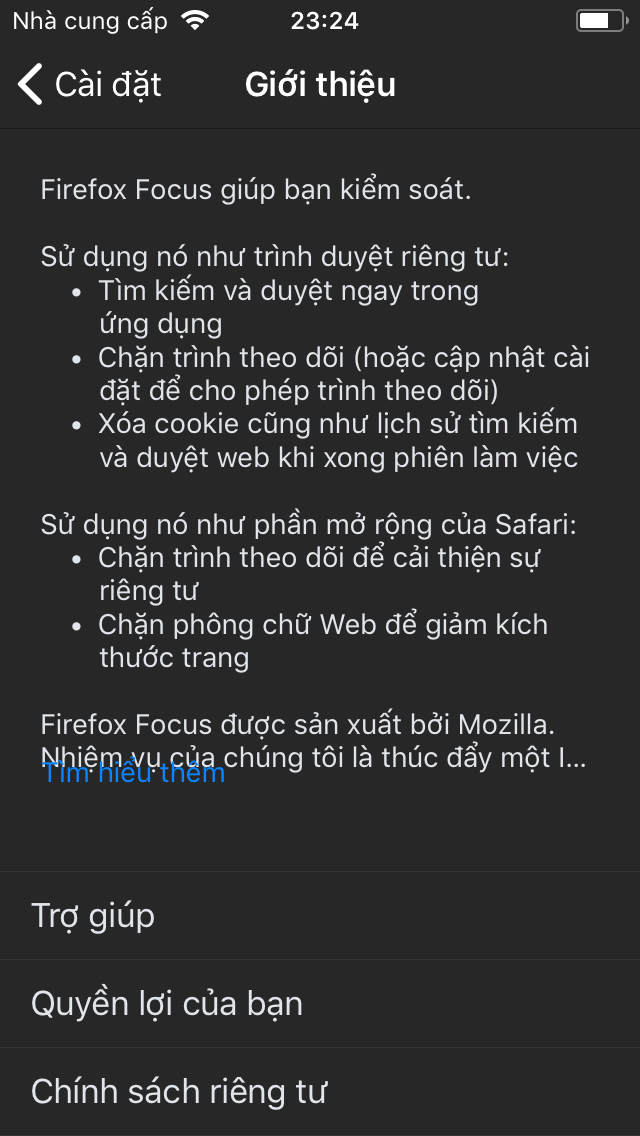 Nhà cung cấp 23:24
Cài đặt Giới thiệu
Firefox Focus giúp bạn kiểm soát.
Sử dụng nó như trình duyệt riêng tư:
• Tìm kiếm và duyệt ngay trong
ứng dụng
• Chặn trình theo dõi (hoặc cập nhật cài
đặt để cho phép trình theo dõi)
• Xóa cookie cũng như lịch sử tìm kiếm
và duyệt web khi xong phiên làm việc
Sử dụng nó như phần mở rộng của Safari:
• Chặn trình theo dõi để cải thiện sự
riêng tư
• Chặn phông chữ Web để giảm kích
thước trang
Firefox Focus được sản xuất bởi Mozilla.
Nhiệm vụ của chúng tôi là thúc đẩy một I...
Tìm hiểu thêm
Trợ giúp
Quyền lợi của bạn
Chính sách riêng tư